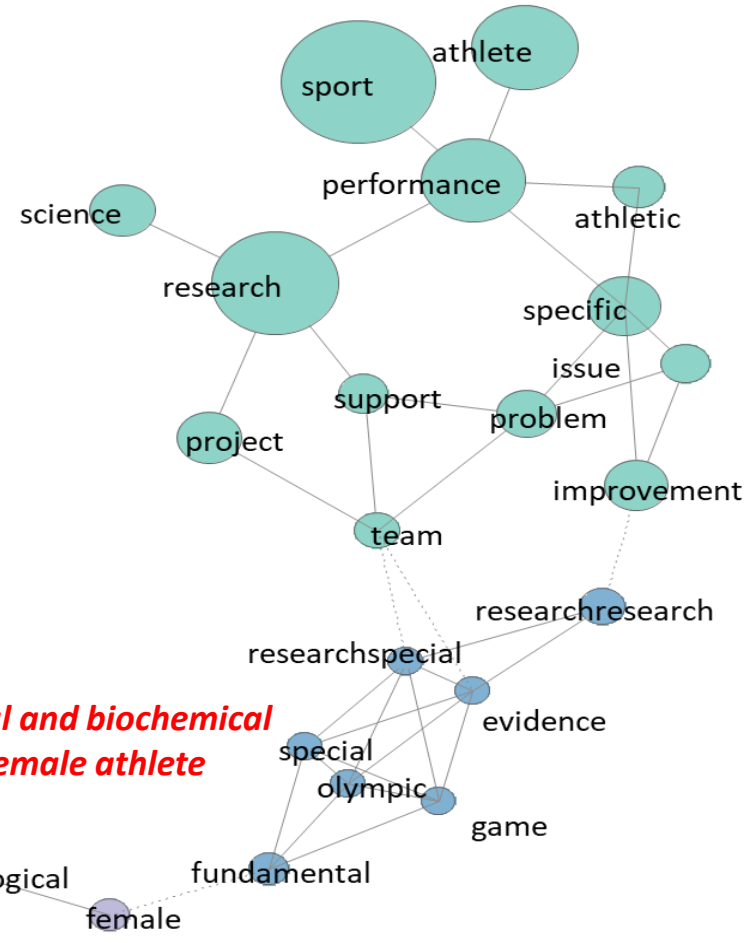 athlete
sport
performance
science
athletic
research
specific
issue
support
problem
project
improvement
team
researchresearch
researchspecial
al and biochemical
evidence
emale athlete
special
olympic
game
fundamental
ogical
female